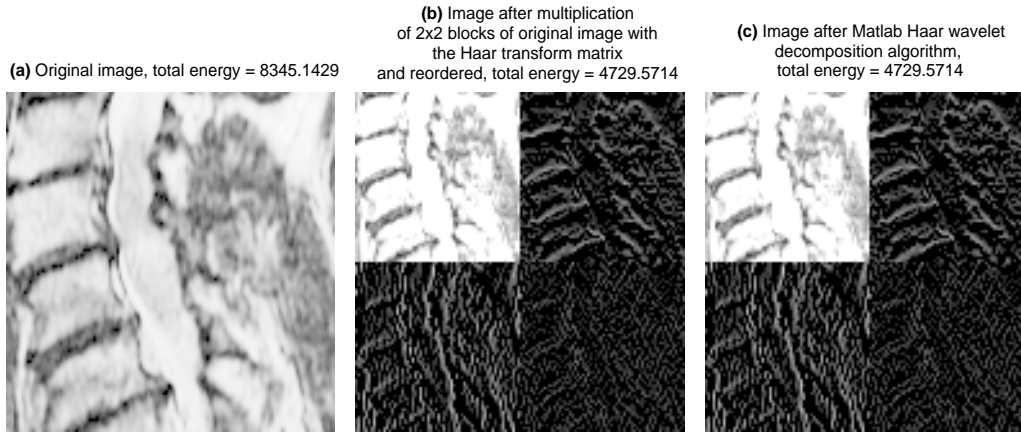 (a) Original image, total energy = 8345.1429
(b) Image after multiplication
of 2x2 blocks of original image with
the Haar transform matrix
and reordered, total energy = 4729.5714
(c) Image after Matlab Haar wavelet
decomposition algorithm,
total energy = 4729.5714